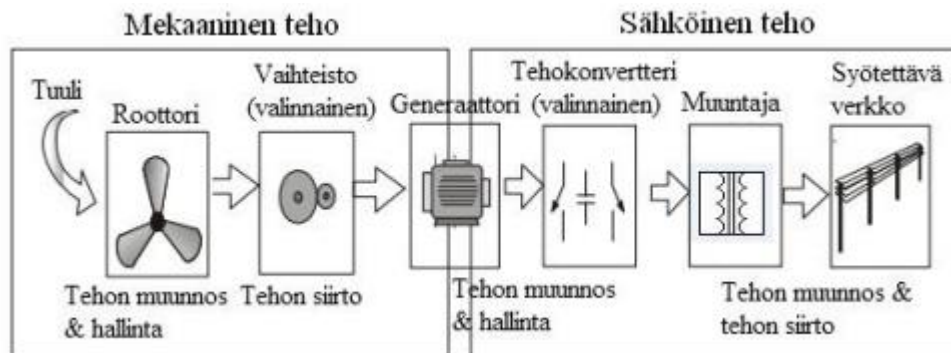 Mekaaninen teho
Sähköinen teho
Tuuli
Roottori
Vaihteisto
(valinnainen)
Generaattori
Tehokonvertteri
(valinnainen)
Muuntaja
Syötettävä
verkko
Tehon muunnos
& hallinta
Tehon siirto
Tehon muunnos
& hallinta
Tehon muunnos &
tehon siirto